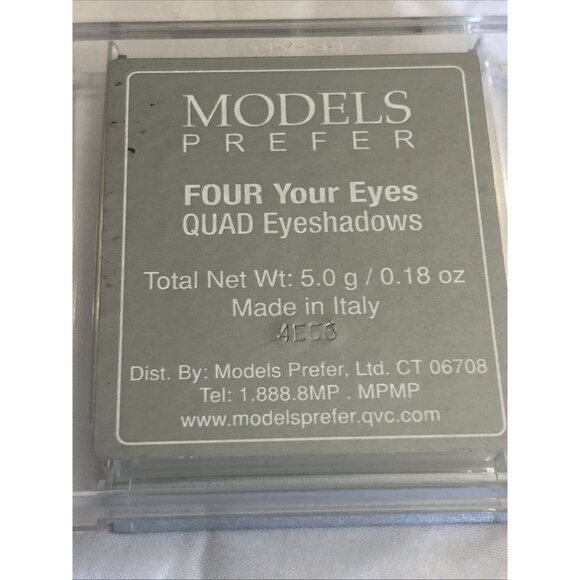 MODELS
PREFER
FOUR Your Eyes
QUAD Eyeshadows
Total Net Wt: 5.0 g / 0.18 oz
Made in Italy
Dist. By: Models Prefer, Ltd. CT 06708
Tel: 1.888.8MP . MPMP
www.modelsprefer.qvc.com